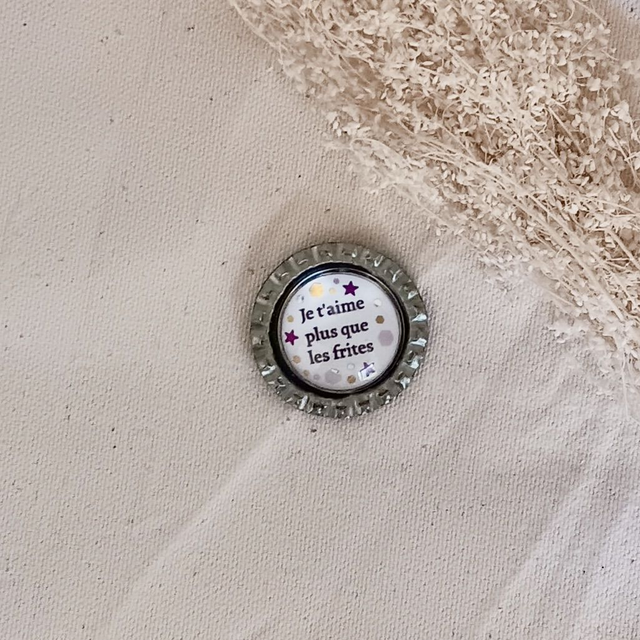 Je t'aime
plus que
les frites